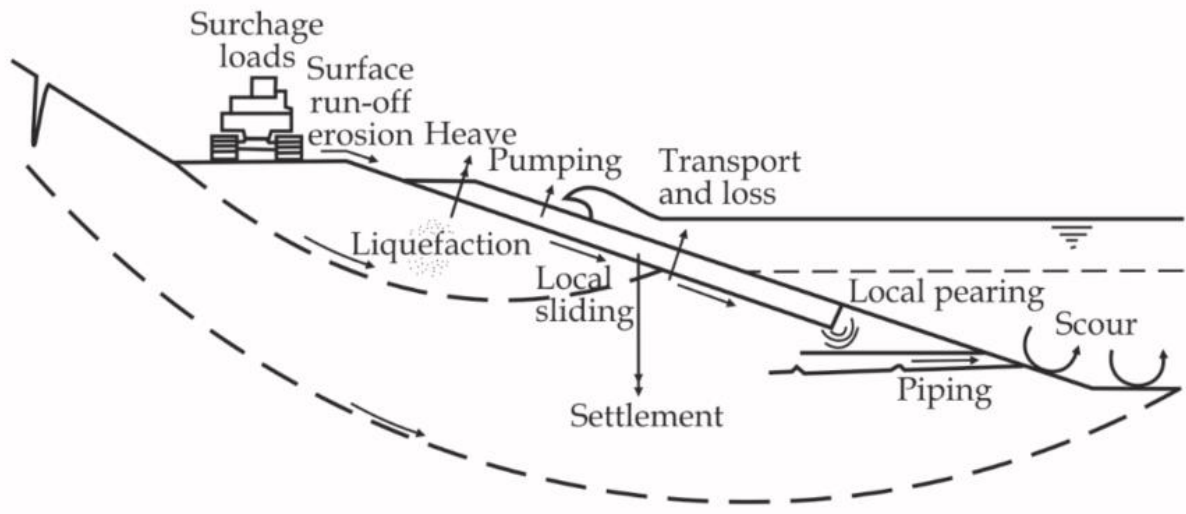 Surchage
loads
Surface
run-off
erosion
Heave
Pumping
Transport
and loss
Liquefaction
Local
sliding
Local pearing
Scour
Piping
Settlement